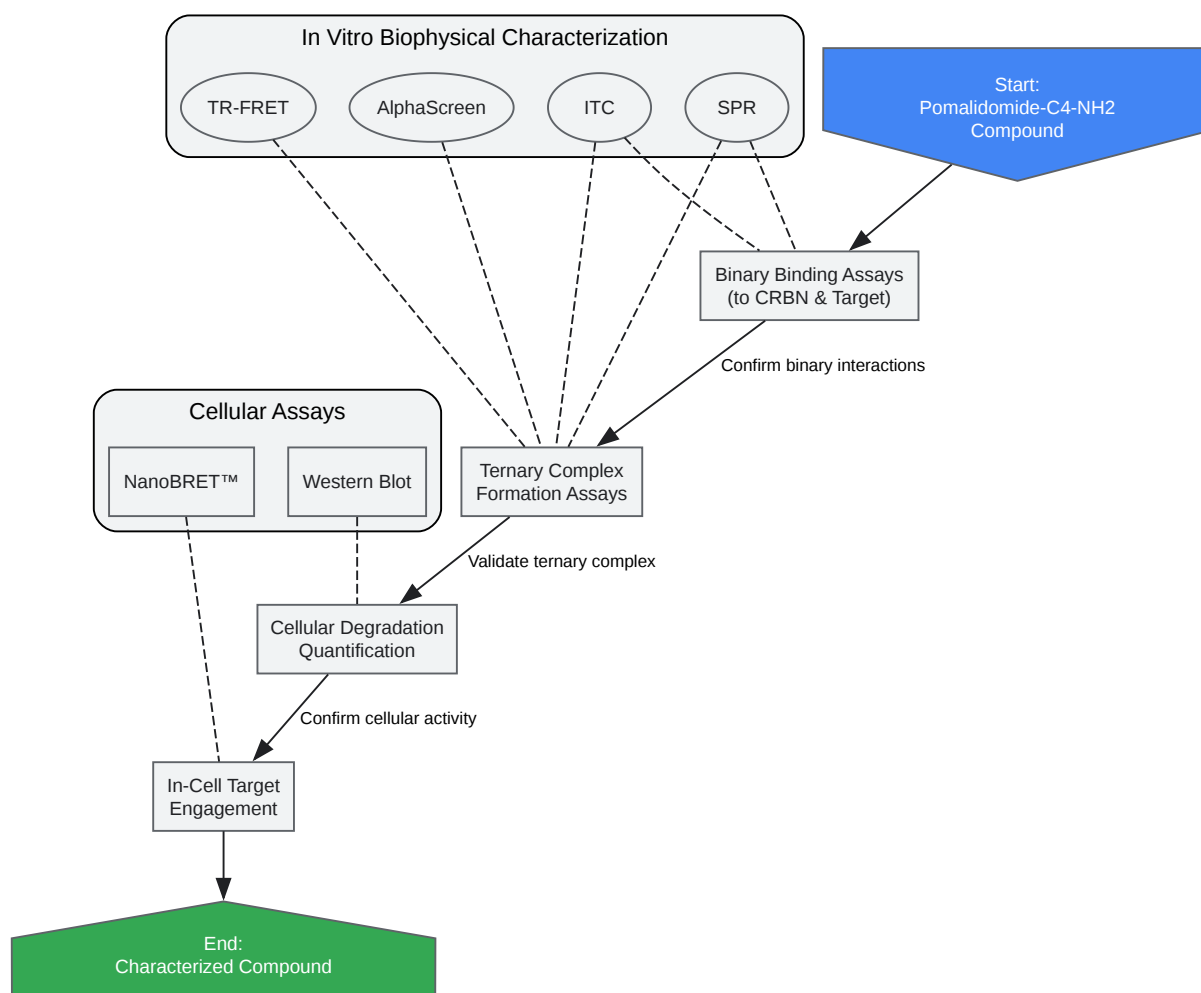 In Vitro Biophysical Characterization
TR-FRET
AlphaScreen
ITC
SPR
Start:
Pomalidomide-C4-NH2
Compound
Binary Binding Assays
(to CRBN & Target)
Confirm binary interactions
Cellular Assays
NanoBRET™
Western Blot
Ternary Complex
Formation Assays
Validate ternary complex
Cellular Degradation
Quantification
Confirm cellular activity
In-Cell Target
Engagement
End:
Characterized Compound